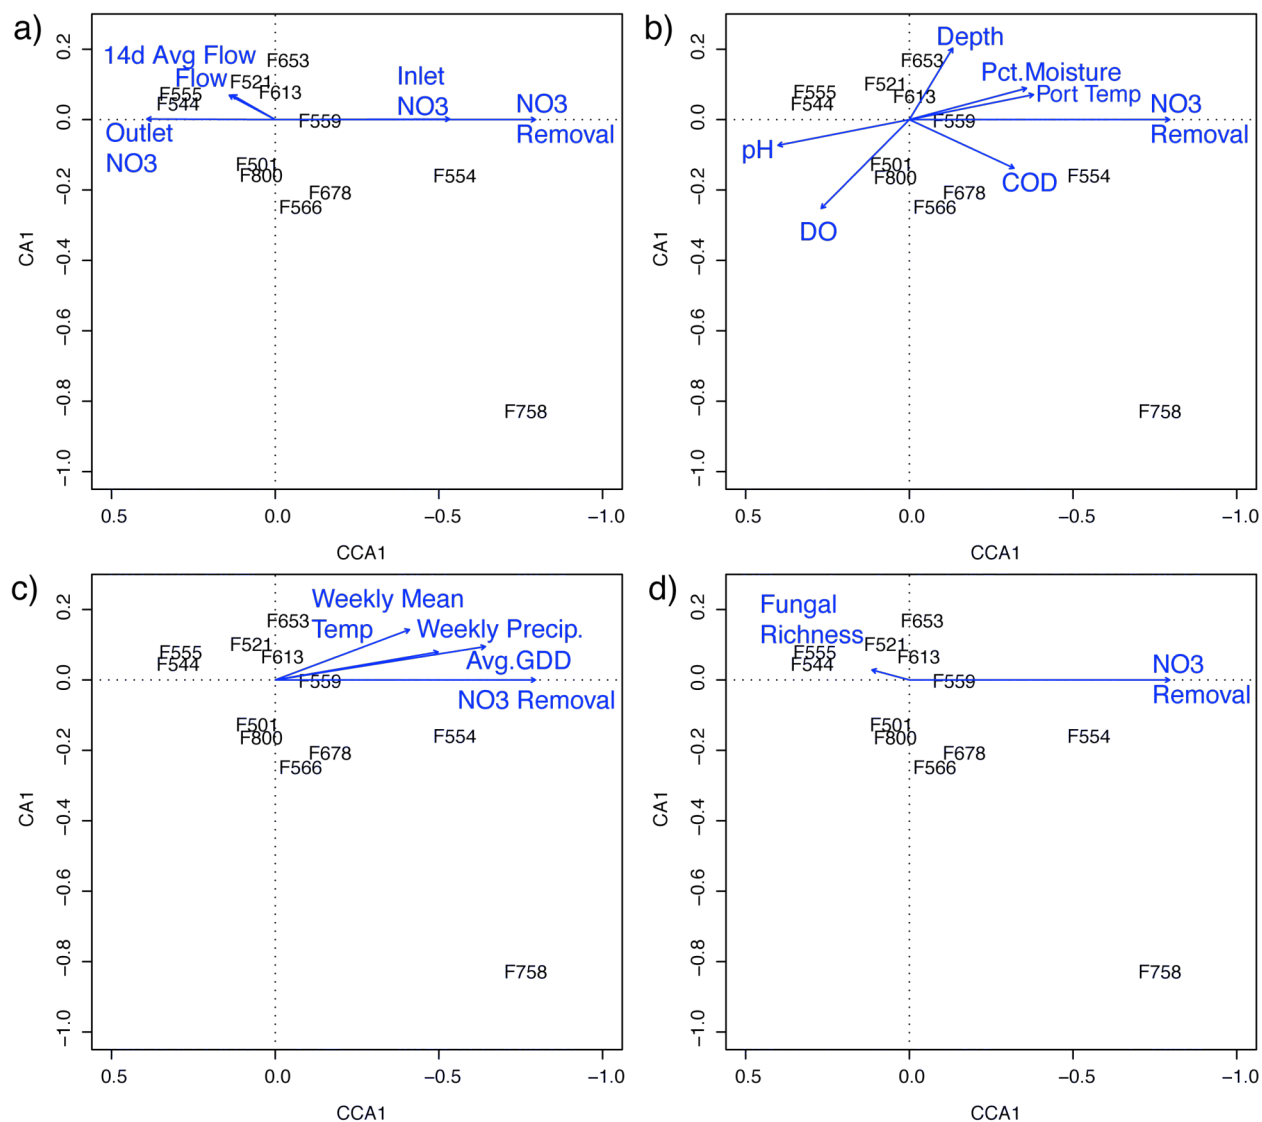 a)
14d Avg Flow
Flow
F653
F521
F613
F555
F544
Inlet
NO3
NO3
Removal
F559
Outlet
NO3
F501
F800
F554
F678
F566
F758
0.2
0.0
−0.2
−0.4
−0.6
−0.8
−1.0
CA1
0.5
0.0
−0.5
−1.0
CCA1
b)
Depth
F653
Pct.Moisture
Port Temp
F521
F613
F555
F544
NO3
Removal
F559
pH
F501
F800
COD
F554
F678
F566
DO
F758
0.2
0.0
−0.2
−0.4
−0.6
−0.8
−1.0
CA1
0.5
0.0
−0.5
−1.0
CCA1
c)
Weekly Mean
Temp
F653
Weekly Precip.
F521
F613
F555
F544
Avg.GDD
F559
NO3 Removal
F501
F800
F554
F678
F566
F758
0.2
0.0
−0.2
−0.4
−0.6
−0.8
−1.0
CA1
0.5
0.0
−0.5
−1.0
CCA1
d)
Fungal
Richness
F653
F521
F613
F555
F544
NO3
Removal
F559
F501
F800
F554
F678
F566
F758
0.2
0.0
−0.2
−0.4
−0.6
−0.8
−1.0
CA1
0.5
0.0
−0.5
−1.0
CCA1